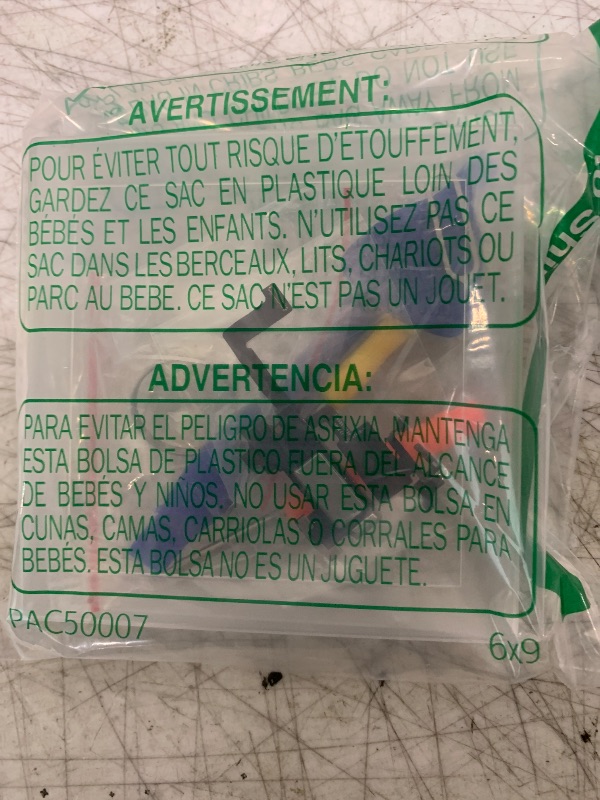 AVERTISSEMENT:
POUR ÉVITER TOUT RISQUE D'ÉTOUFFEMENT,
GARDEZ CE SAC EN PLASTIQUE LOIN DES
BÉBÉS ET LES ENFANTS. N'UTILISEZ PAS CE
SAC DANS LES BERCEAUX, LITS, CHARIOTS OU
PARC AU BEBE. CE SAC N'EST PAS UN JOUET.
ADVERTENCIA:
PARA EVITAR EL PELIGRO DE ASFIXIA, MANTENGA
ESTA BOLSA DE PLASTICO FUERA DEL ALCANCE
DE BEBÉS Y NIÑOS. NO USAR ESTA BOLSA EN
CUNAS, CAMAS, CARRIOLAS O CORRALES PARA
BEBÉS. ESTA BOLSA NO ES UN JUGUETE.
PAC50007
6x9